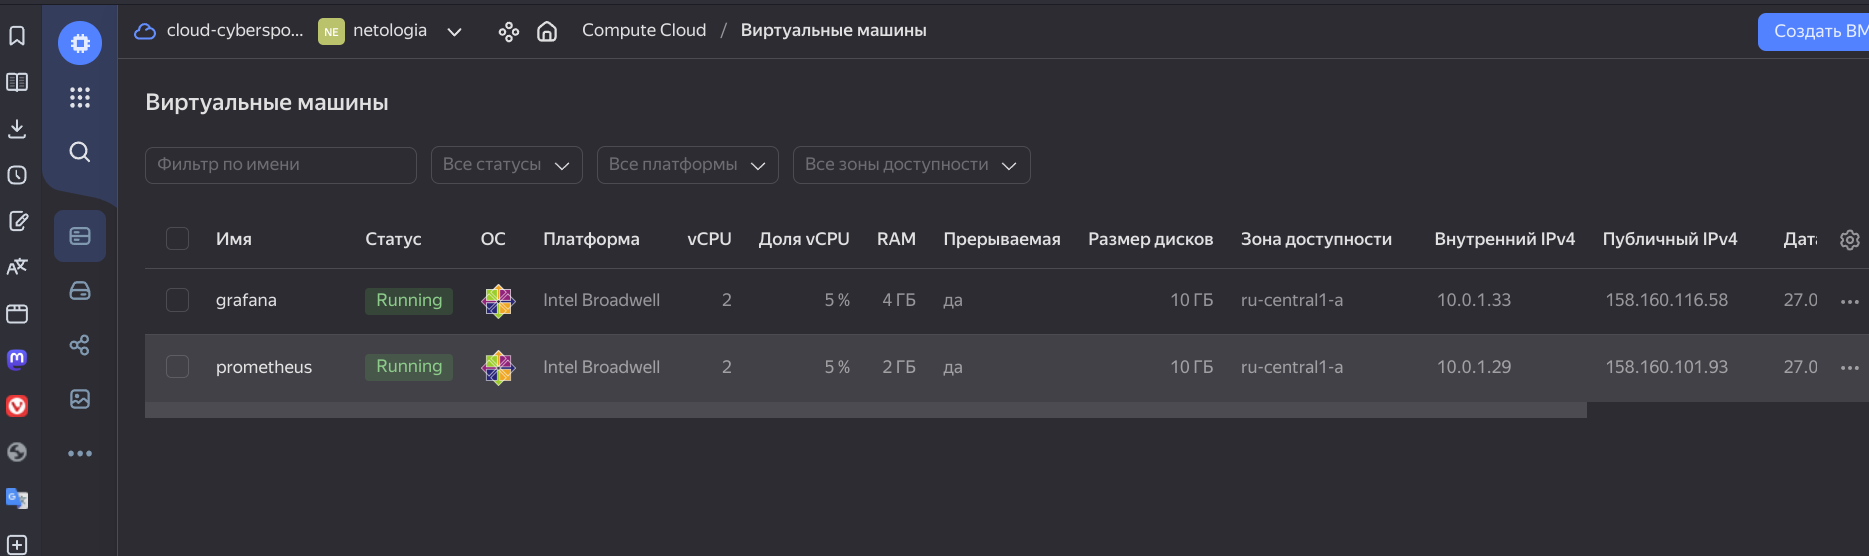 cloud-cyberspo... NE netologia Compute Cloud / Виртуальные машины Создать ВМ
Виртуальные машины
Фильтр по имени Все статусы Все платформы Все зоны доступности
Имя Статус ОС Платформа vCPU Доля vCPU RAM Прерываемая Размер дисков Зона доступности Внутренний IPv4 Публичный IPv4 Дат
grafana Running Intel Broadwell 2 5 % 4 ГБ да 10 ГБ ru-central1-a 10.0.1.33 158.160.116.58 27.0
prometheus Running Intel Broadwell 2 5 % 2 ГБ да 10 ГБ ru-central1-a 10.0.1.29 158.160.101.93 27.0